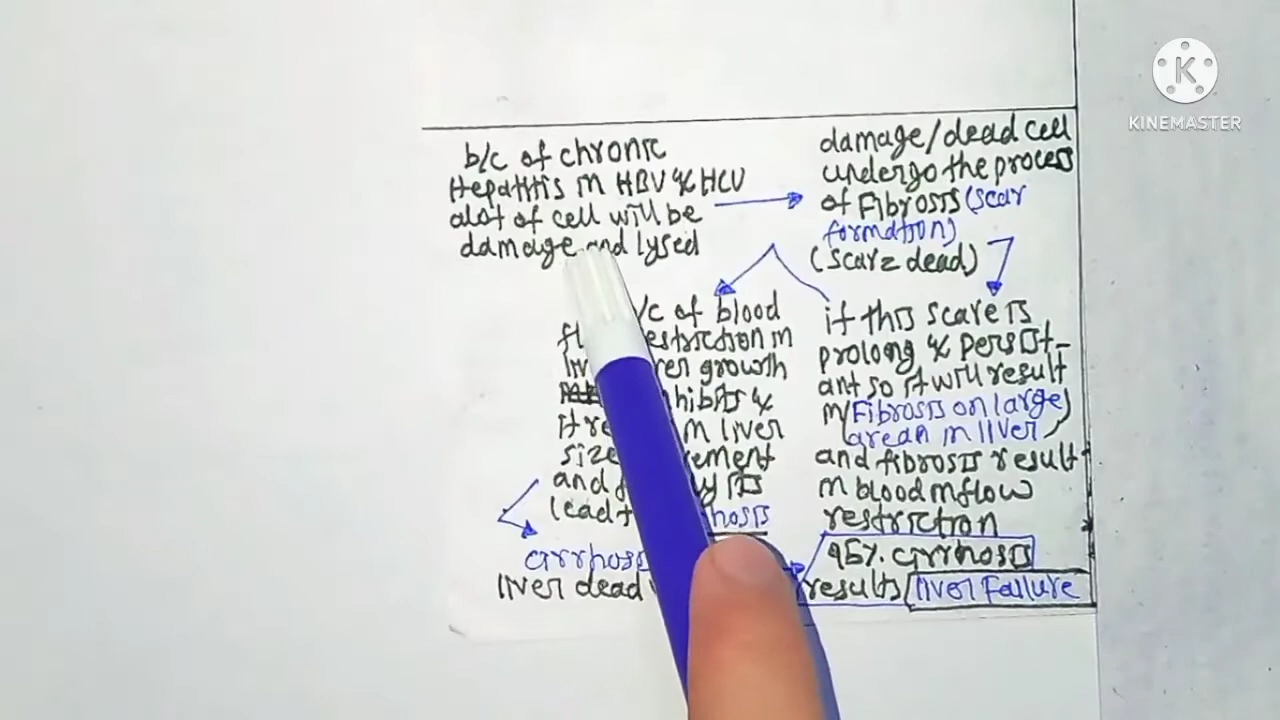 b/c of chronic
Hepatitis in HBV & HCV
alot of cell will be
damage and lysed
damage/dead cell
undergo the process
of Fibrosis (scar
formation)
(scar = dead)
if this scare is
prolong & persist-
ant so it will result
in (Fibrosis on large
area in liver)
and fibrosis result
in blood inflow
restriction
/c of blood
in
growth
&
in liver
size
and
lead
cirrhosis
liver dead
95%. cirrhosis
results liver Failure
KINEMASTER